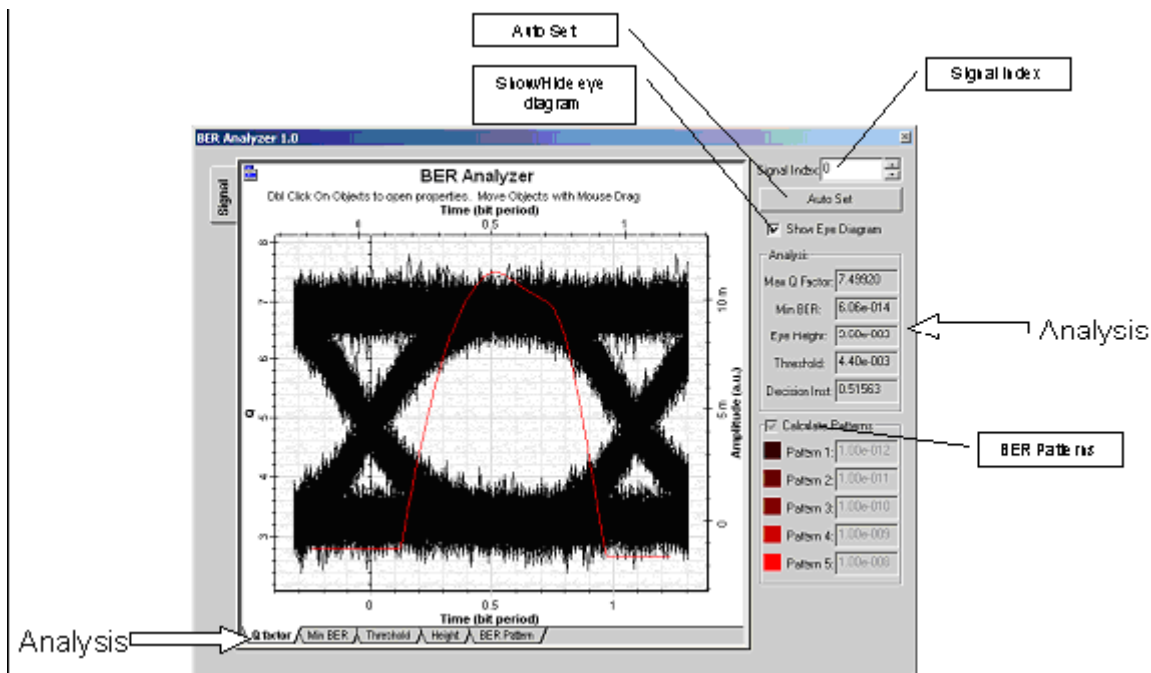 Auto Set
Show/Hide eye
diagram
Signal Index
BER Analyzer 1.0
Signal
BER Analyzer
Dbl Click On Objects to open properties. Move Objects with Mouse Drag
Time (bit period)
0.5
1
8
7
6
5
4
3
Q
10 m
5 m
0
Amplitude (a.u.)
0
0.5
1
Time (bit period)
Q factor
Min BER
Threshold
Height
BER Pattern
Signal Index: 0
Auto Set
Show Eye Diagram
Analysis
Max Q Factor: 7.49920
Min BER: 6.06e-014
Eye Height:
Threshold: 4.40e-003
Decision Inst: 0.51563
Calculate Patterns
Pattern 1: 1.00e-012
Pattern 2: 1.00e-011
Pattern 3: 1.00e-010
Pattern 4: 1.00e-009
Pattern 5: 1.00e-008
Analysis
BER Patterns
Analysis